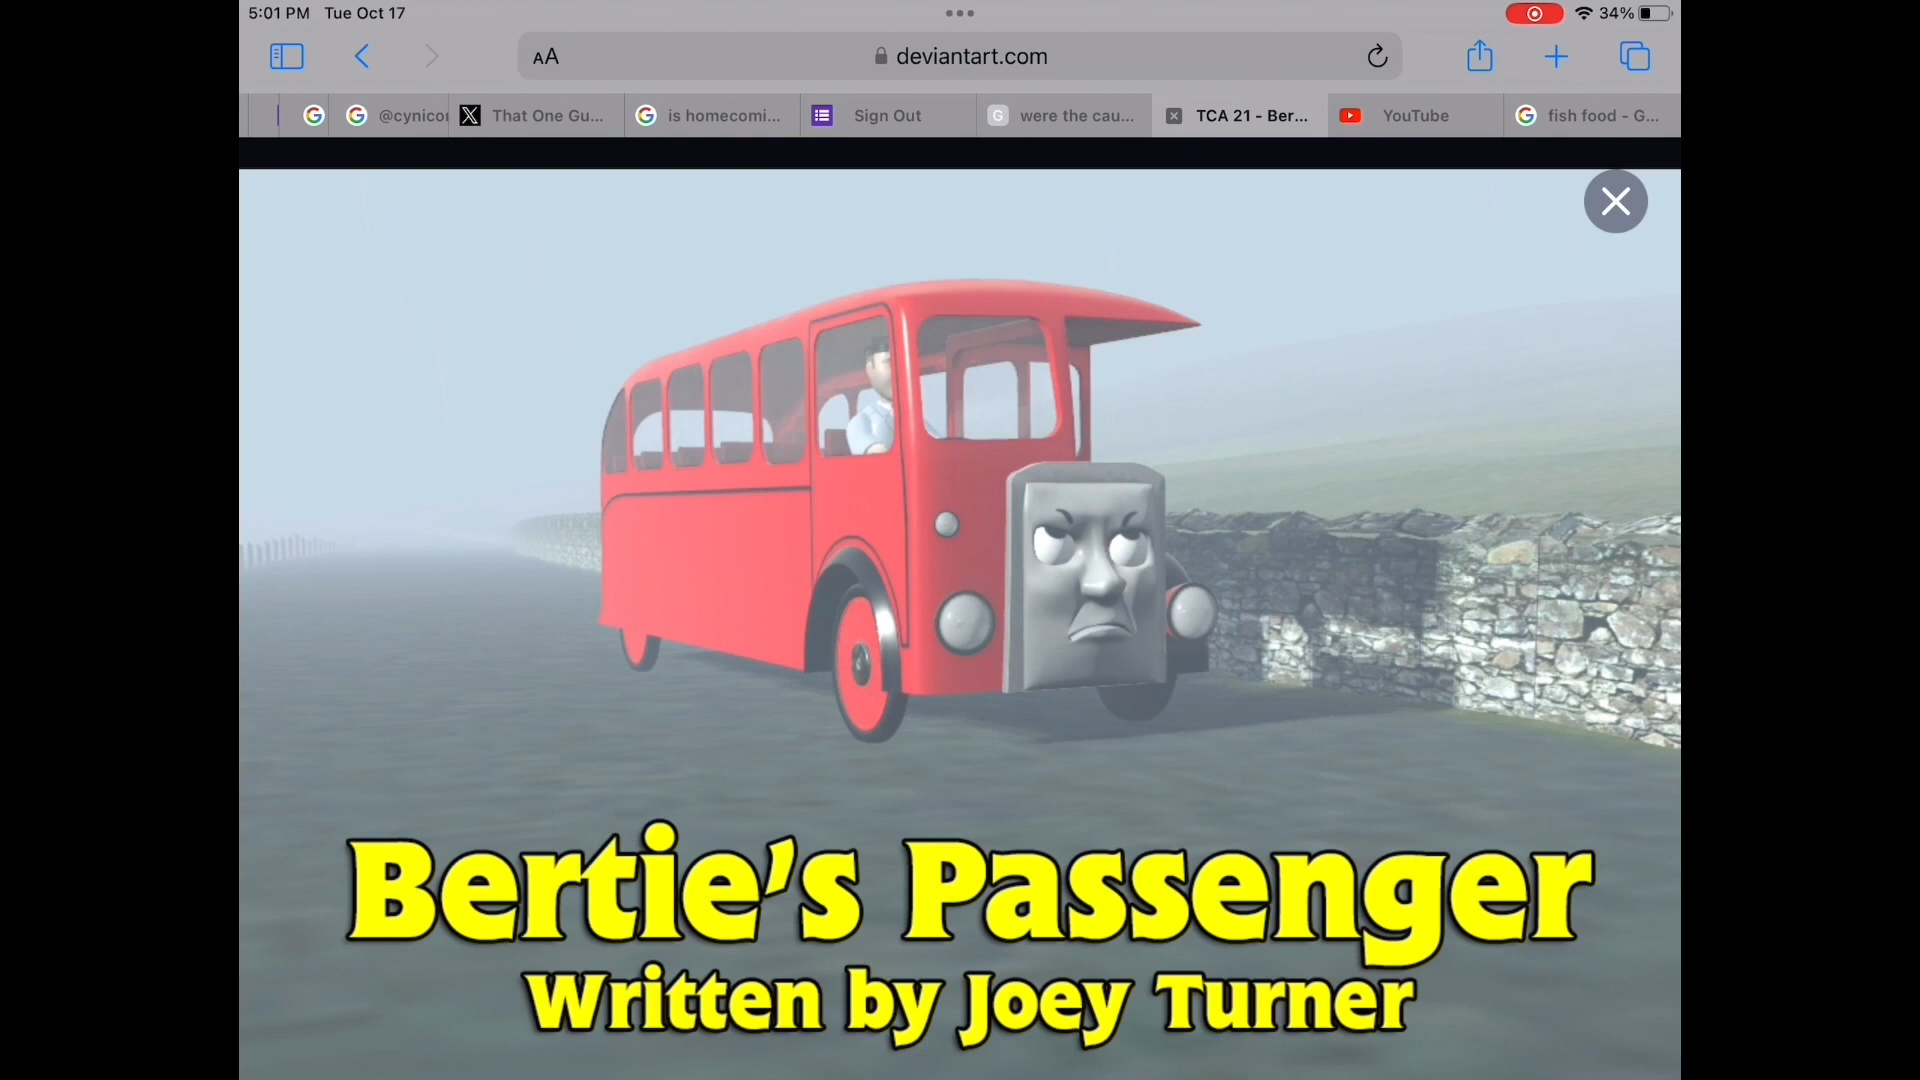 5:01 PM Tue Oct 17
34%
AA
deviantart.com
@cynico
That One Gu...
is homecomi...
Sign Out
were the cau...
TCA 21 - Ber...
YouTube
fish food - G...
Bertie's Passenger
Written by Joey Turner